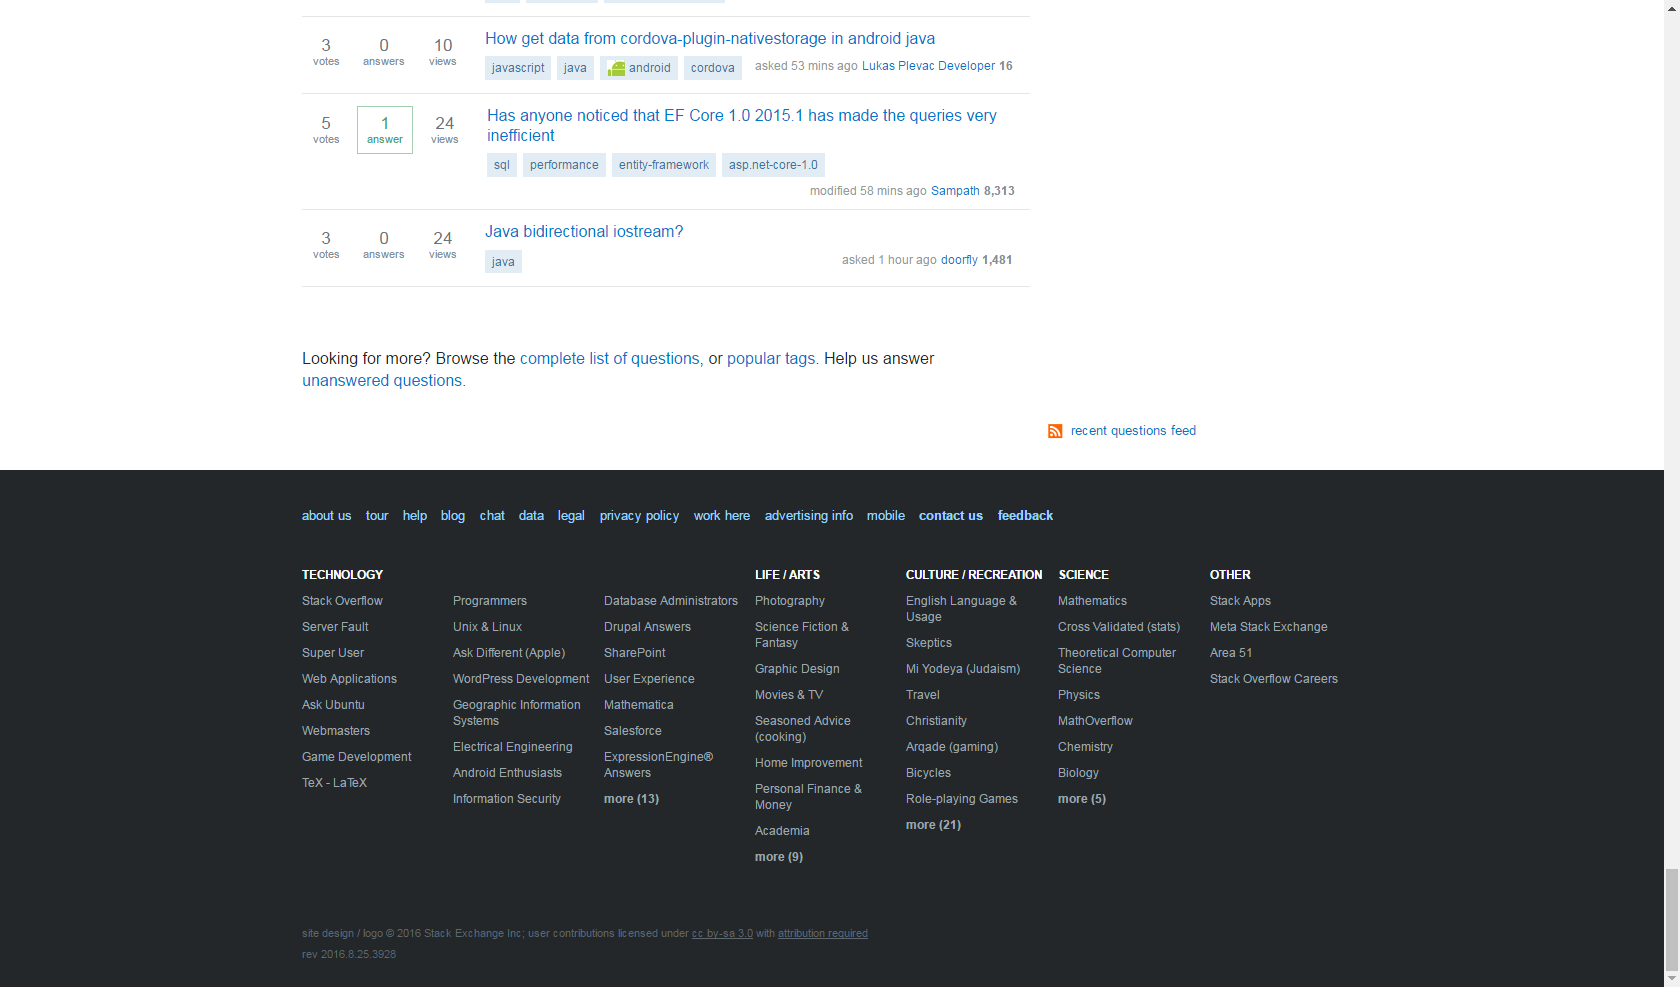 How get data from cordova-plugin-nativestorage in android java
3 0 10
votes answers views
javascript java android cordova asked 53 mins ago Lukas Plevac Developer 16
Has anyone noticed that EF Core 1.0 2015.1 has made the queries very
5 1 24
inefficient
votes answer views
sql performance entity-framework asp.net-core-1.0
modified 58 mins ago Sampath 8,313
Java bidirectional iostream?
3 0 24
votes answers views
java asked 1 hour ago doorfly 1,481
Looking for more? Browse the complete list of questions, or popular tags. Help us answer
unanswered questions.
recent questions feed
about us tour help blog chat data legal privacy policy work here advertising info mobile contact us feedback
TECHNOLOGY
Stack Overflow
Server Fault
Super User
Web Applications
Ask Ubuntu
Webmasters
Game Development
TeX - LaTeX
Programmers
Unix & Linux
Ask Different (Apple)
WordPress Development
Geographic Information
Systems
Electrical Engineering
Android Enthusiasts
Information Security
Database Administrators
Drupal Answers
SharePoint
User Experience
Mathematica
Salesforce
ExpressionEngine®
Answers
more (13)
LIFE / ARTS
Photography
Science Fiction &
Fantasy
Graphic Design
Movies & TV
Seasoned Advice
(cooking)
Home Improvement
Personal Finance &
Money
Academia
more (9)
CULTURE / RECREATION
English Language &
Usage
Skeptics
Mi Yodeya (Judaism)
Travel
Christianity
Arqade (gaming)
Bicycles
Role-playing Games
more (21)
SCIENCE
Mathematics
Cross Validated (stats)
Theoretical Computer
Science
Physics
MathOverflow
Chemistry
Biology
more (5)
OTHER
Stack Apps
Meta Stack Exchange
Area 51
Stack Overflow Careers
site design / logo © 2016 Stack Exchange Inc; user contributions licensed under cc by-sa 3.0 with attribution required
rev 2016.8.25.3928